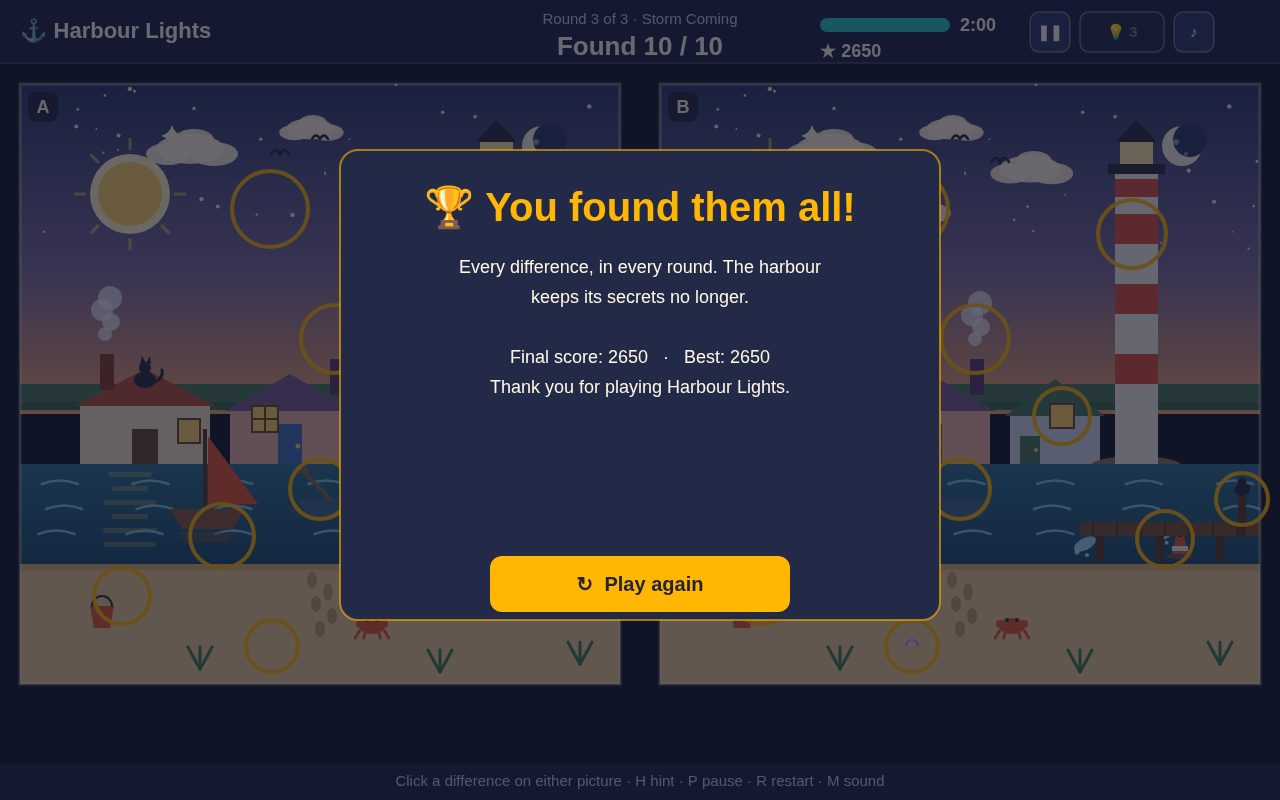 ⚓ Harbour Lights
Round 3 of 3 · Storm Coming
Found 10 / 10
2:00
★ 2650
❚❚
💡 3
♪
A
B
🏆 You found them all!
Every difference, in every round. The harbour
keeps its secrets no longer.
Final score: 2650 · Best: 2650
Thank you for playing Harbour Lights.
↻ Play again
Click a difference on either picture · H hint · P pause · R restart · M sound